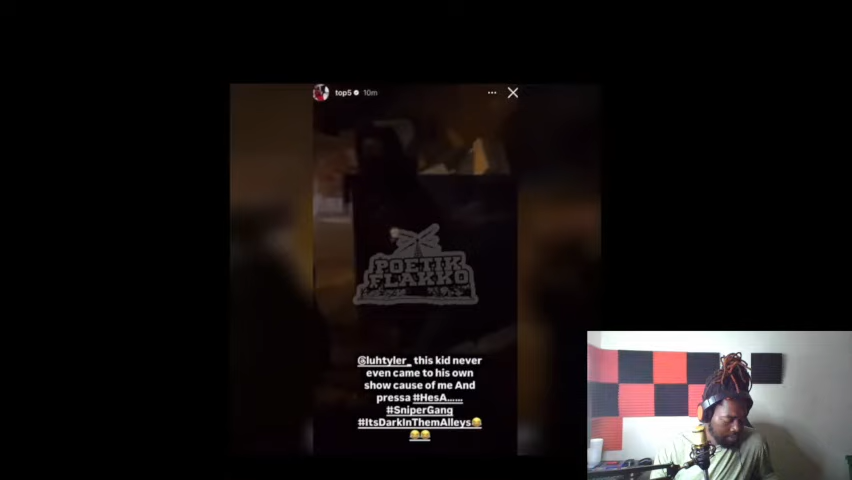 top5 10m
POETIK
FLAKKO
@luhtyler_ this kid never
even came to his own
show cause of me And
pressa #HesA......
#SniperGang
#ItsDarkInThemAlleys😂
😂😂